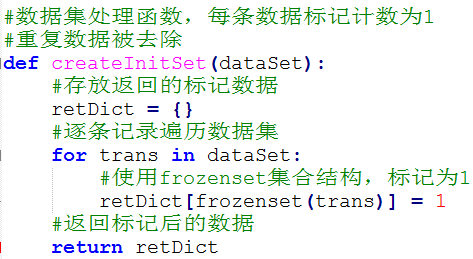 #数据集处理函数，每条数据标记计数为1
#重复数据被去除
def createInitSet(dataSet):
    #存放返回的标记数据
    retDict = {}
    #逐条记录遍历数据集
    for trans in dataSet:
        #使用frozenset集合结构，标记为1
        retDict[frozenset(trans)] = 1
    #返回标记后的数据
    return retDict